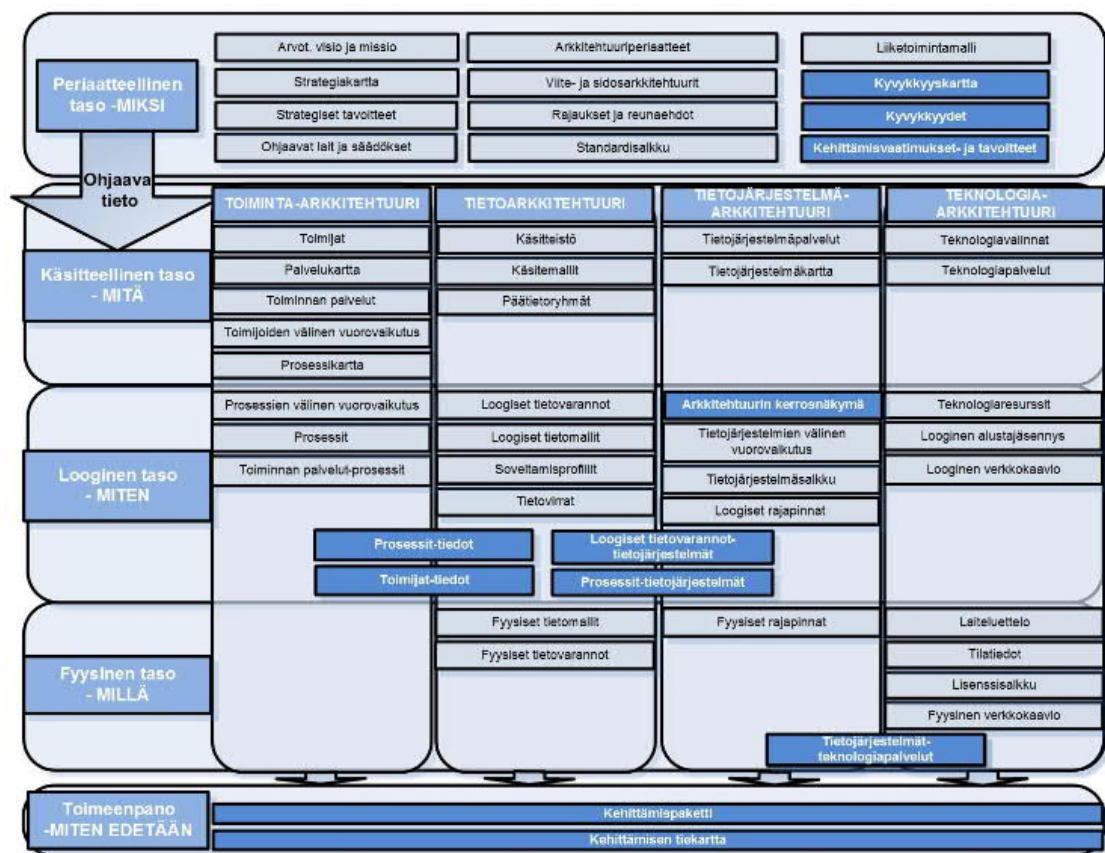 Periaatteellinen
taso -MIKSI
Arvot, visio ja missio
Strategiakartta
Strategiset tavoitteet
Ohjaavat lait ja säädökset
Arkkitehtuuriperiaatteet
Viite- ja sidosarkkitehtuurit
Rajaukset ja reunaehdot
Standardisalkku
Liiketoimintamalli
Kyvykkyyskartta
Kyvykkyydet
Kehittämisvaatimukset- ja tavoitteet
Ohjaava
tieto
TOIMINTA-ARKKITEHTUURI
TIETOARKKITEHTUURI
TIETOJÄRJESTELMÄ-
ARKKITEHTUURI
TEKNOLOGIA-
ARKKITEHTUURI
Käsitteellinen taso
- MITÄ
Toimijat
Palvelukartta
Toiminnan palvelut
Toimijoiden välinen vuorovaikutus
Prosessikartta
Käsitteistö
Käsitemallit
Päätietoryhmät
Tietojärjestelmäpalvelut
Tietojärjestelmäkartta
Teknologiavalinnat
Teknologiapalvelut
Looginen taso
- MITEN
Prosessien välinen vuorovaikutus
Prosessit
Toiminnan palvelut-prosessit
Loogiset tietovarannot
Loogiset tietomallit
Soveltamisprofiilit
Tietovirrat
Arkkitehtuurin kerrosnäkymä
Tietojärjestelmien välinen
vuorovaikutus
Tietojärjestelmäsalkku
Loogiset rajapinnat
Teknologiaresurssit
Looginen alustajäsennys
Looginen verkkokaavio
Prosessit-tiedot
Toimijat-tiedot
Loogiset tietovarannot-
tietojärjestelmät
Prosessit-tietojärjestelmät
Fyysinen taso
- MILLÄ
Fyysiset tietomallit
Fyysiset tietovarannot
Fyysiset rajapinnat
Laiteluettelo
Tilatiedot
Lisenssisalkku
Fyysinen verkkokaavio
Tietojärjestelmät-
teknologiapalvelut
Toimeenpano
-MITEN EDETÄÄN
Kehittämispaketti
Kehittämisen tiekartta